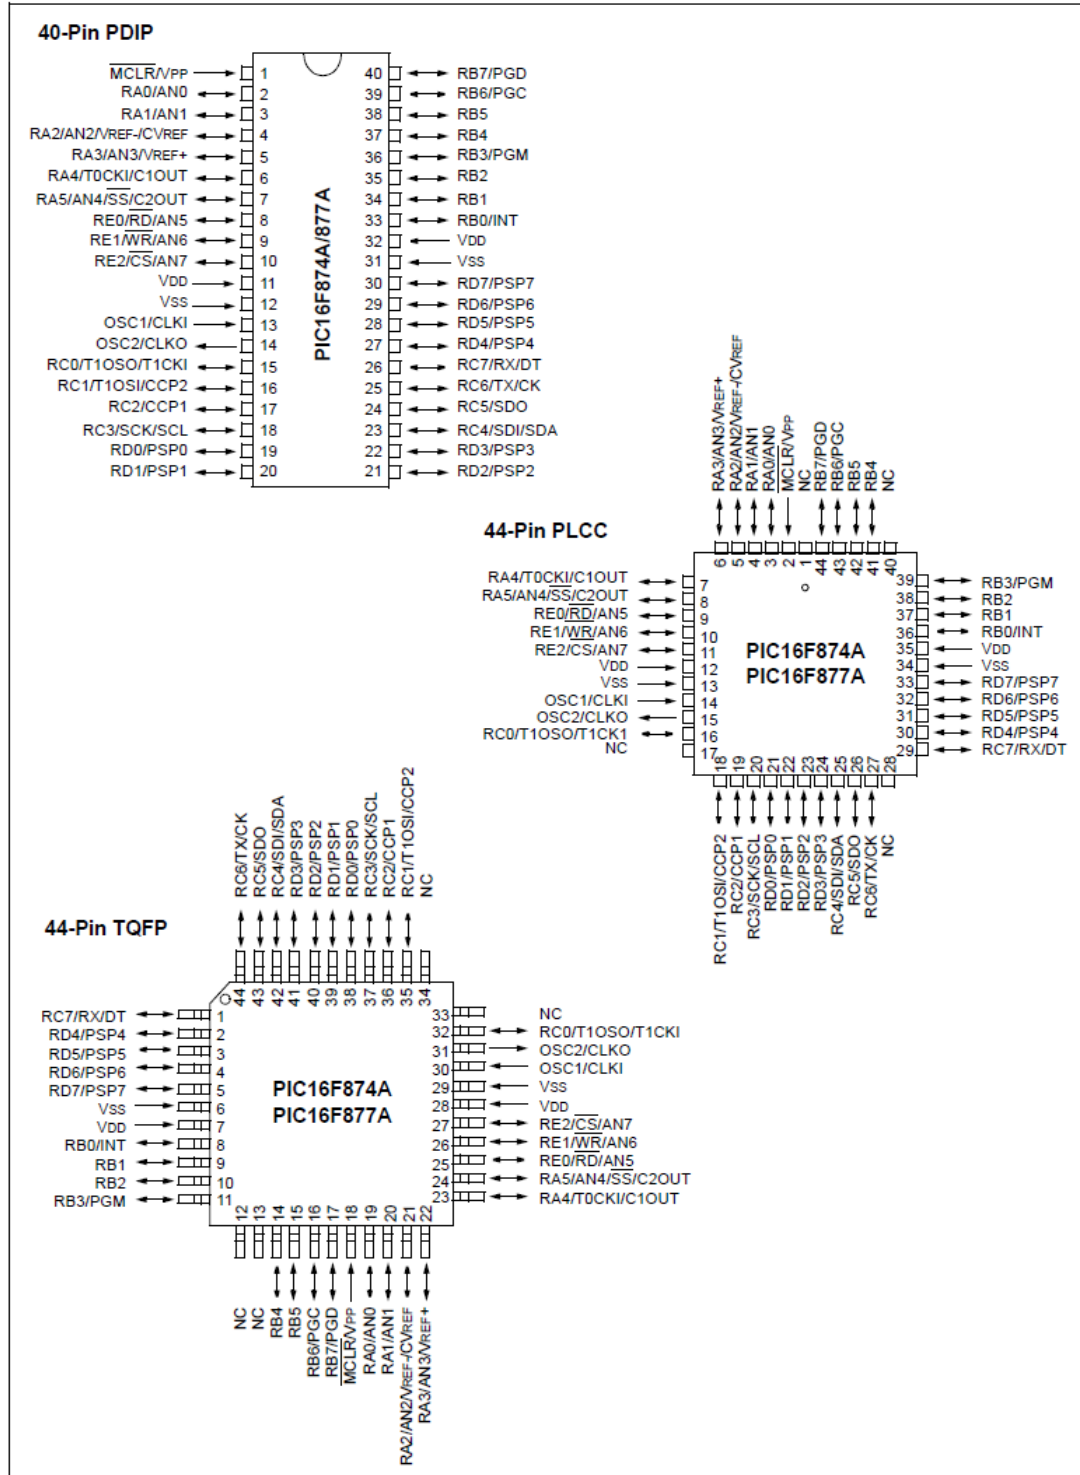 40-Pin PDIP
MCLR/VPP 1 40 RB7/PGD
RA0/AN0 2 39 RB6/PGC
RA1/AN1 3 38 RB5
RA2/AN2/VREF-/CVREF 4 37 RB4
RA3/AN3/VREF+ 5 36 RB3/PGM
RA4/T0CKI/C1OUT 6 35 RB2
RA5/AN4/SS/C2OUT 7 34 RB1
RE0/RD/AN5 8 33 RB0/INT
RE1/WR/AN6 9 32 VDD
RE2/CS/AN7 10 31 VSS
VDD 11 30 RD7/PSP7
VSS 12 29 RD6/PSP6
OSC1/CLKI 13 28 RD5/PSP5
OSC2/CLKO 14 27 RD4/PSP4
RC0/T1OSO/T1CKI 15 26 RC7/RX/DT
RC1/T1OSI/CCP2 16 25 RC6/TX/CK
RC2/CCP1 17 24 RC5/SDO
RC3/SCK/SCL 18 23 RC4/SDI/SDA
RD0/PSP0 19 22 RD3/PSP3
RD1/PSP1 20 21 RD2/PSP2
PIC16F874A/877A
44-Pin PLCC
RA3/AN3/VREF+
RA2/AN2/VREF-/CVREF
RA1/AN1
RA0/AN0
MCLR/VPP
NC
RB7/PGD
RB6/PGC
RB5
RB4
NC
6 5 4 3 2 1 44 43 42 41 40
RA4/T0CKI/C1OUT 7 39 RB3/PGM
RA5/AN4/SS/C2OUT 8 38 RB2
RE0/RD/AN5 9 37 RB1
RE1/WR/AN6 10 36 RB0/INT
RE2/CS/AN7 11 35 VDD
VDD 12 34 VSS
VSS 13 33 RD7/PSP7
OSC1/CLKI 14 32 RD6/PSP6
OSC2/CLKO 15 31 RD5/PSP5
RC0/T1OSO/T1CK1 16 30 RD4/PSP4
NC 17 29 RC7/RX/DT
PIC16F874A
PIC16F877A
18 19 20 21 22 23 24 25 26 27 28
RC1/T1OSI/CCP2
RC2/CCP1
RC3/SCK/SCL
RD0/PSP0
RD1/PSP1
RD2/PSP2
RD3/PSP3
RC4/SDI/SDA
RC5/SDO
RC6/TX/CK
NC
44-Pin TQFP
RC6/TX/CK
RC5/SDO
RC4/SDI/SDA
RD3/PSP3
RD2/PSP2
RD1/PSP1
RD0/PSP0
RC3/SCK/SCL
RC2/CCP1
RC1/T1OSI/CCP2
NC
44 43 42 41 40 39 38 37 36 35 34
RC7/RX/DT 1 33 NC
RD4/PSP4 2 32 RC0/T1OSO/T1CKI
RD5/PSP5 3 31 OSC2/CLKO
RD6/PSP6 4 30 OSC1/CLKI
RD7/PSP7 5 29 VSS
VSS 6 28 VDD
VDD 7 27 RE2/CS/AN7
RB0/INT 8 26 RE1/WR/AN6
RB1 9 25 RE0/RD/AN5
RB2 10 24 RA5/AN4/SS/C2OUT
RB3/PGM 11 23 RA4/T0CKI/C1OUT
PIC16F874A
PIC16F877A
12 13 14 15 16 17 18 19 20 21 22
NC
NC
RB4
RB5
RB6/PGC
RB7/PGD
MCLR/VPP
RA0/AN0
RA1/AN1
RA2/AN2/VREF-/CVREF
RA3/AN3/VREF+